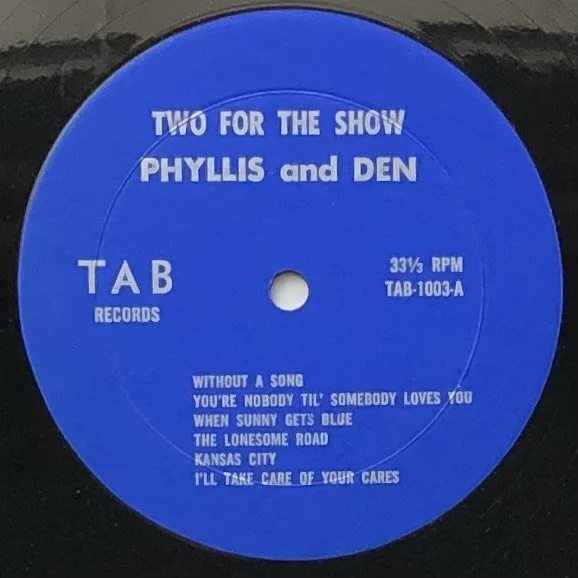 TWO FOR THE SHOW
PHYLLIS and DEN
TAB
RECORDS
33⅓ RPM
TAB-1003-A
WITHOUT A SONG
YOU'RE NOBODY TIL' SOMEBODY LOVES YOU
WHEN SUNNY GETS BLUE
THE LONESOME ROAD
KANSAS CITY
I'LL TAKE CARE OF YOUR CARES